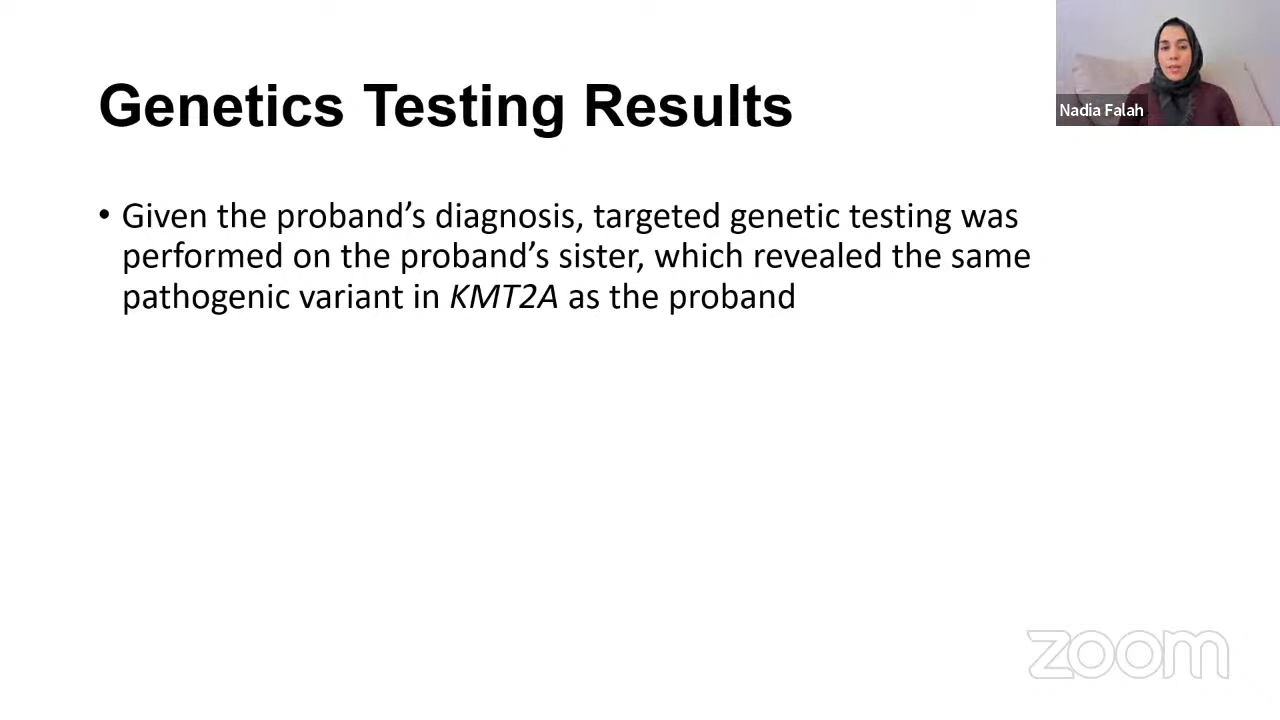 Genetics Testing Results
Nadia Falah
• Given the proband’s diagnosis, targeted genetic testing was
performed on the proband’s sister, which revealed the same
pathogenic variant in KMT2A as the proband
zoom